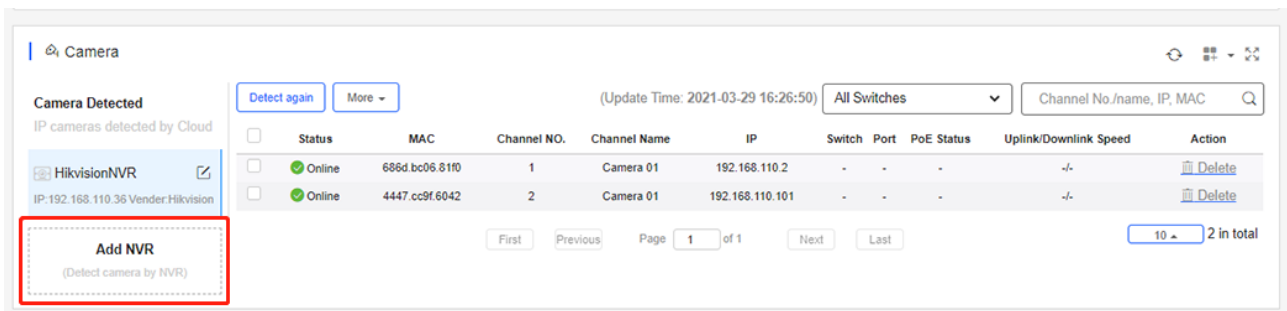 Camera
Camera Detected
IP cameras detected by Cloud
HikvisionNVR
IP:192.168.110.36 Vender:Hikvision
Add NVR
(Detect camera by NVR)
Detect again More (Update Time: 2021-03-29 16:26:50) All Switches Channel No./name, IP, MAC
Status MAC Channel NO. Channel Name IP Switch Port PoE Status Uplink/Downlink Speed Action
Online 686d.bc06.81f0 1 Camera 01 192.168.110.2 - - - -/- Delete
Online 4447.cc9f.6042 2 Camera 01 192.168.110.101 - - - -/- Delete
First Previous Page 1 of 1 Next Last 10 2 in total